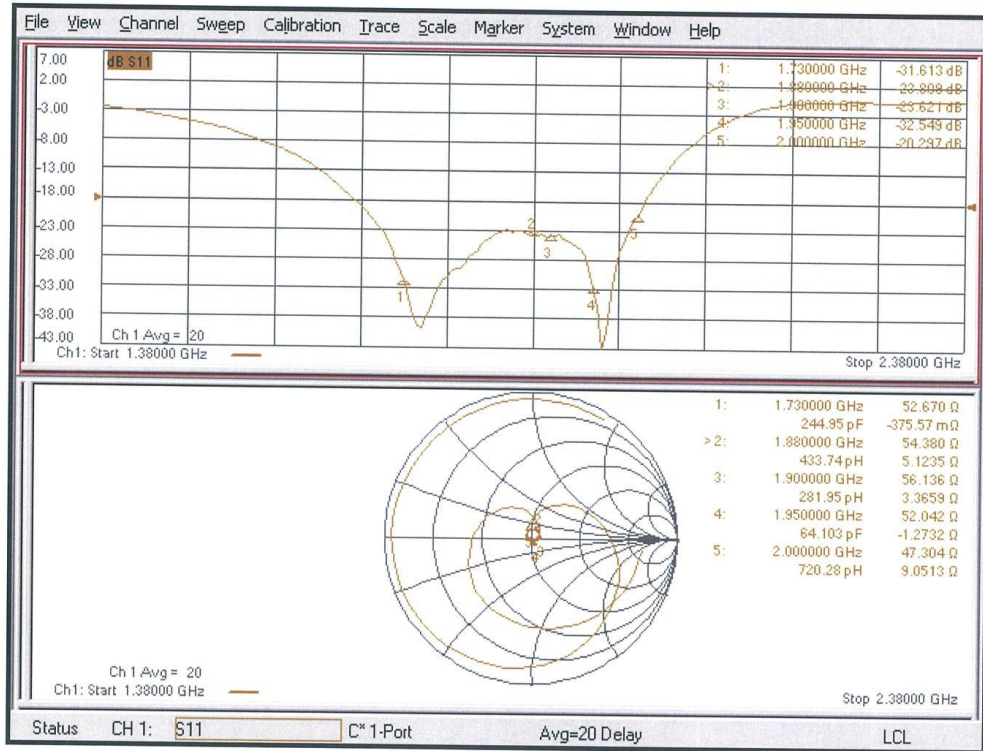 File View Channel Sweep Calibration Trace Scale Marker System Window Help
7.00
2.00
-3.00
-8.00
-13.00
-18.00
-23.00
-28.00
-33.00
-38.00
-43.00
dB S11
1: 1.730000 GHz -31.613 dB
>2: 1.880000 GHz -23.809 dB
3: 1.900000 GHz -23.621 dB
4: 1.950000 GHz -32.549 dB
5: 2.000000 GHz -20.297 dB
1
2
3
4
5
Ch 1 Avg = 20
Ch1: Start 1.38000 GHz
Stop 2.38000 GHz
1: 1.730000 GHz 52.670 Ω
244.95 pF -375.57 mΩ
>2: 1.880000 GHz 54.380 Ω
433.74 pH 5.1235 Ω
3: 1.900000 GHz 56.136 Ω
281.95 pH 3.3659 Ω
4: 1.950000 GHz 52.042 Ω
64.103 pF -1.2732 Ω
5: 2.000000 GHz 47.304 Ω
720.28 pH 9.0513 Ω
Ch 1 Avg = 20
Ch1: Start 1.38000 GHz
Stop 2.38000 GHz
Status CH 1: S11 C* 1-Port Avg=20 Delay LCL